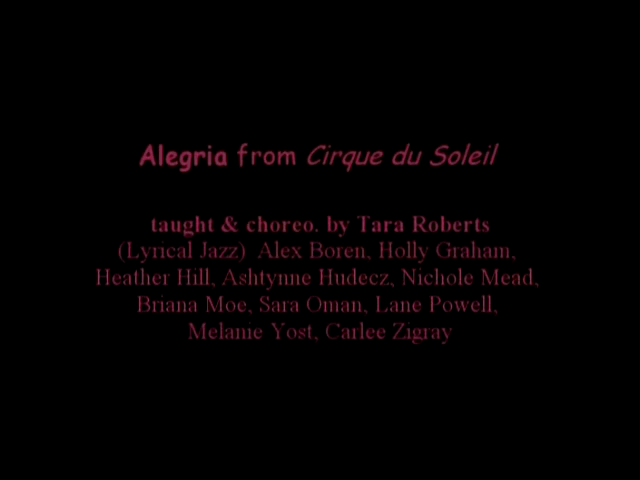 Alegria from Cirque du Soleil
taught & choreo. by Tara Roberts
(Lyrical Jazz) Alex Boren, Holly Graham,
Heather Hill, Ashtynne Hudecz, Nichole Mead,
Briana Moe, Sara Oman, Lane Powell,
Melanie Yost, Carlee Zigray